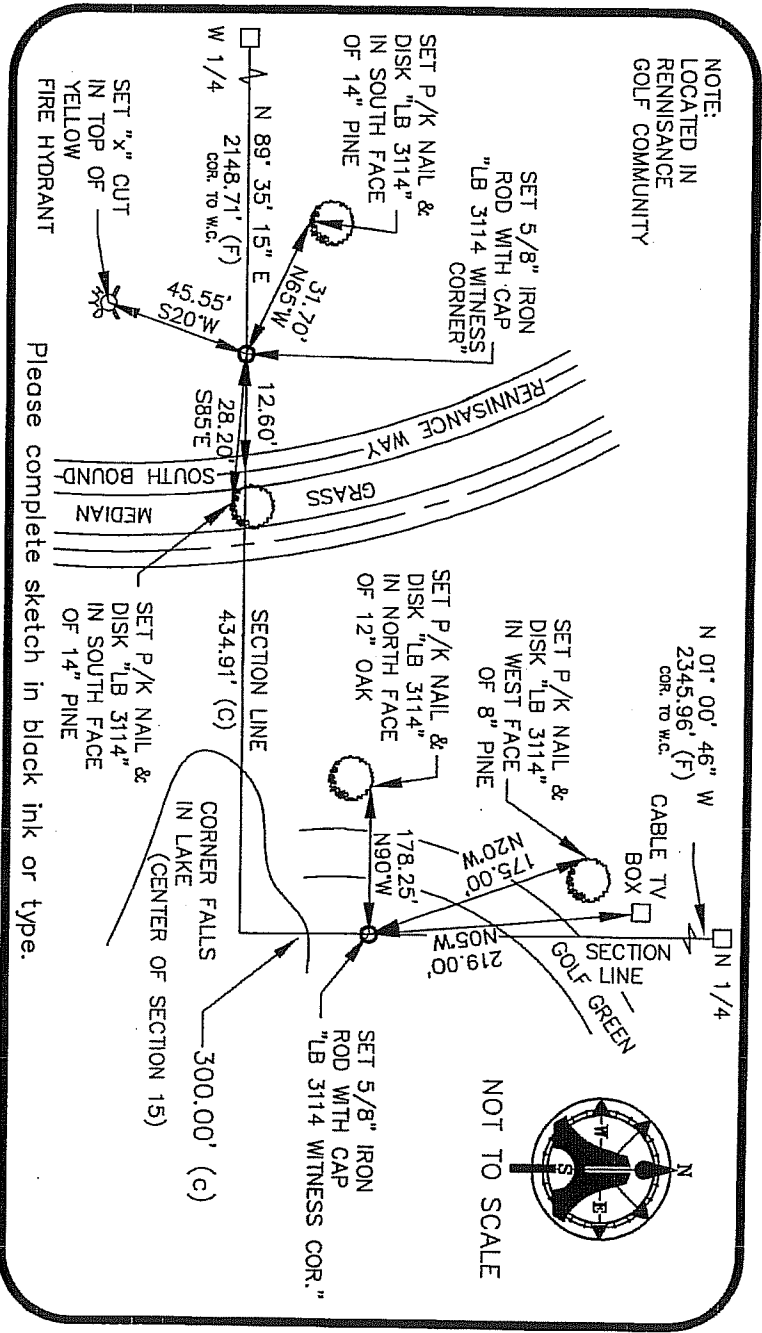 NOTE:
LOCATED IN
RENNISANCE
GOLF COMMUNITY
N 01° 00' 46" W
2345.96' (F)
COR. TO W.C.
N 1/4
CABLE TV
BOX
SECTION
LINE
GOLF GREEN
N
W
E
S
NOT TO SCALE
SET P/K NAIL &
DISK "LB 3114"
IN WEST FACE
OF 8" PINE
SET P/K NAIL &
DISK "LB 3114"
IN NORTH FACE
OF 12" OAK
175.00'
N20°W
219.00'
N05°W
178.25'
N90°W
SET 5/8" IRON
ROD WITH CAP
"LB 3114 WITNESS COR."
300.00' (c)
CORNER FALLS
IN LAKE
(CENTER OF SECTION 15)
SET 5/8" IRON
ROD WITH CAP
"LB 3114 WITNESS
CORNER"
RENNISANCE WAY
SOUTH BOUND
GRASS
MEDIAN
SET P/K NAIL &
DISK "LB 3114"
IN SOUTH FACE
OF 14" PINE
31.70'
N65°W
W 1/4
N 89° 35' 15" E
2148.71' (F)
COR. TO W.C.
12.60'
28.20'
S85°E
SECTION LINE
434.91' (C)
45.55'
S20°W
SET "x" CUT
IN TOP OF
YELLOW
FIRE HYDRANT
SET P/K NAIL &
DISK "LB 3114"
IN SOUTH FACE
OF 14" PINE
Please complete sketch in black ink or type.